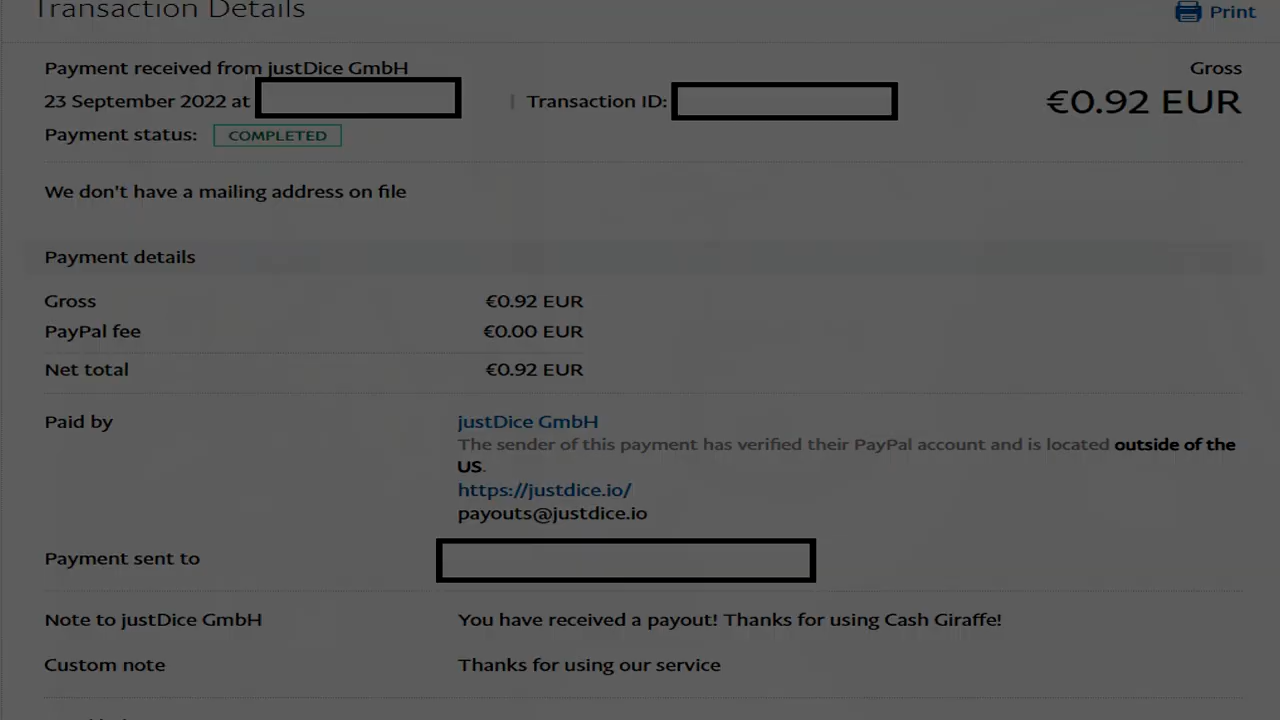 Transaction Details
Print
Payment received from justDice GmbH
Gross
23 September 2022 at
Transaction ID:
€0.92 EUR
Payment status: COMPLETED
We don't have a mailing address on file
Payment details
Gross €0.92 EUR
PayPal fee €0.00 EUR
Net total €0.92 EUR
Paid by justDice GmbH
The sender of this payment has verified their PayPal account and is located outside of the
US.
https://justdice.io/
payouts@justdice.io
Payment sent to
Note to justDice GmbH You have received a payout! Thanks for using Cash Giraffe!
Custom note Thanks for using our service